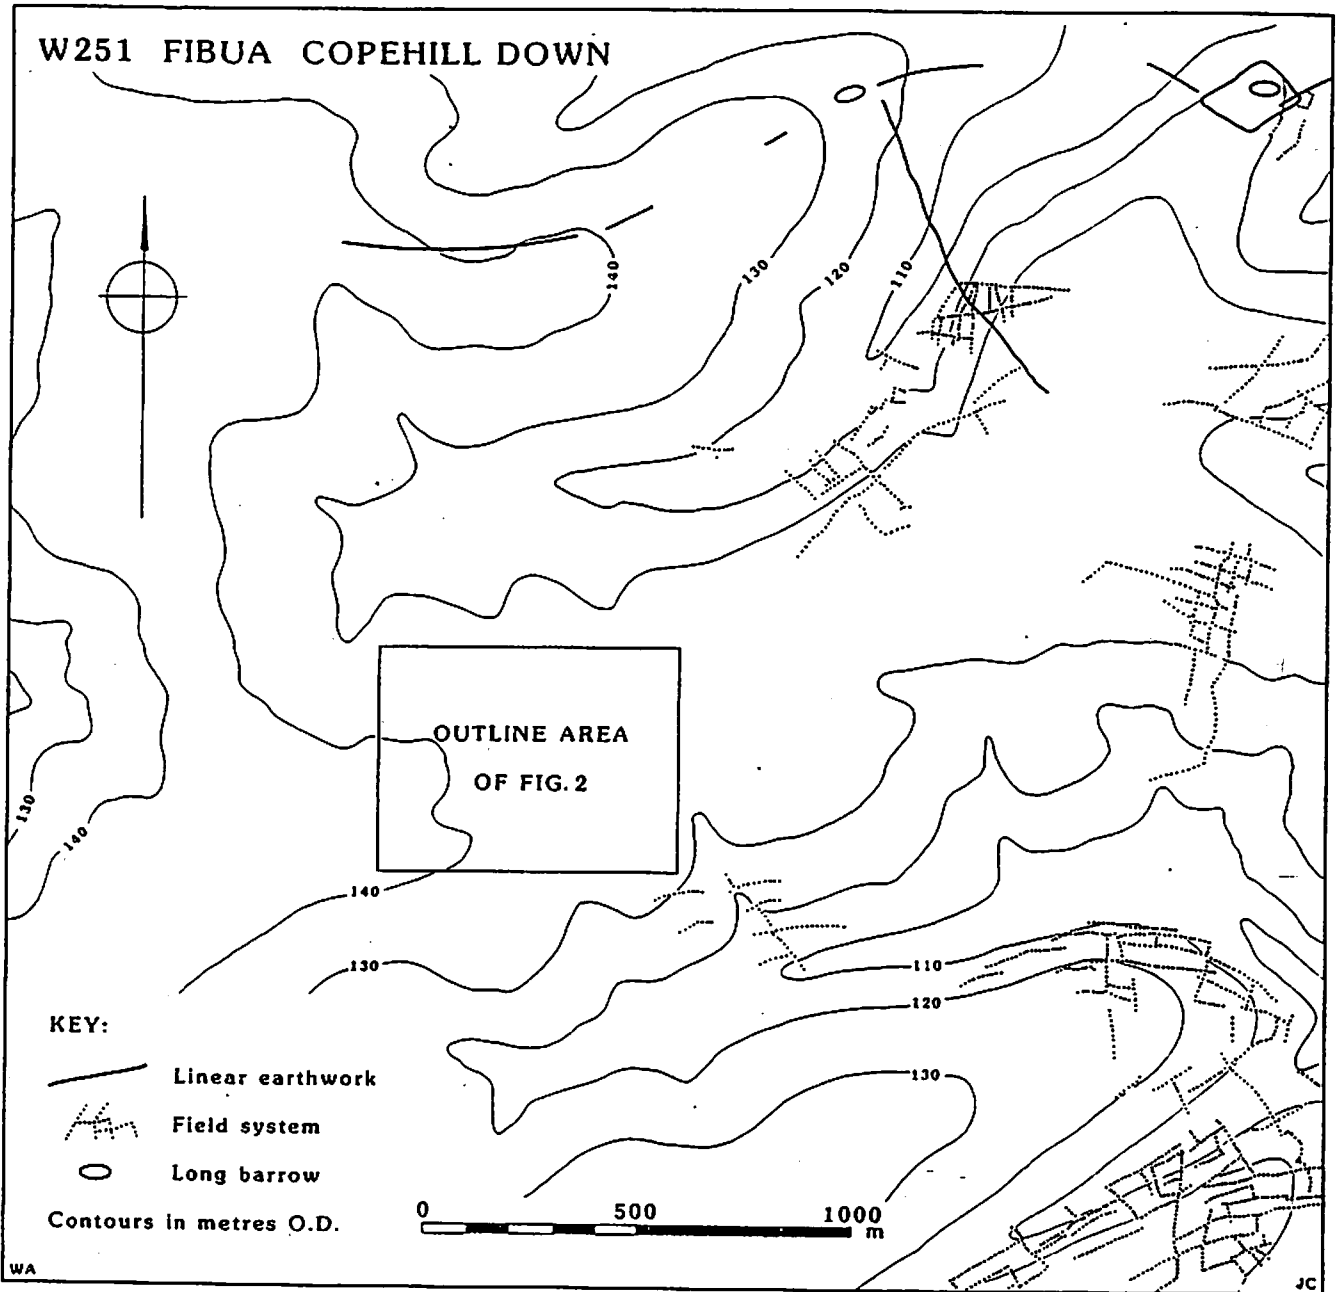 W251 FIBUA COPEHILL DOWN
140
130
120
110
OUTLINE AREA
OF FIG. 2
130
140
140
130
110
120
130
KEY:
Linear earthwork
Field system
Long barrow
Contours in metres O.D.
0 500 1000
m
WA
JC